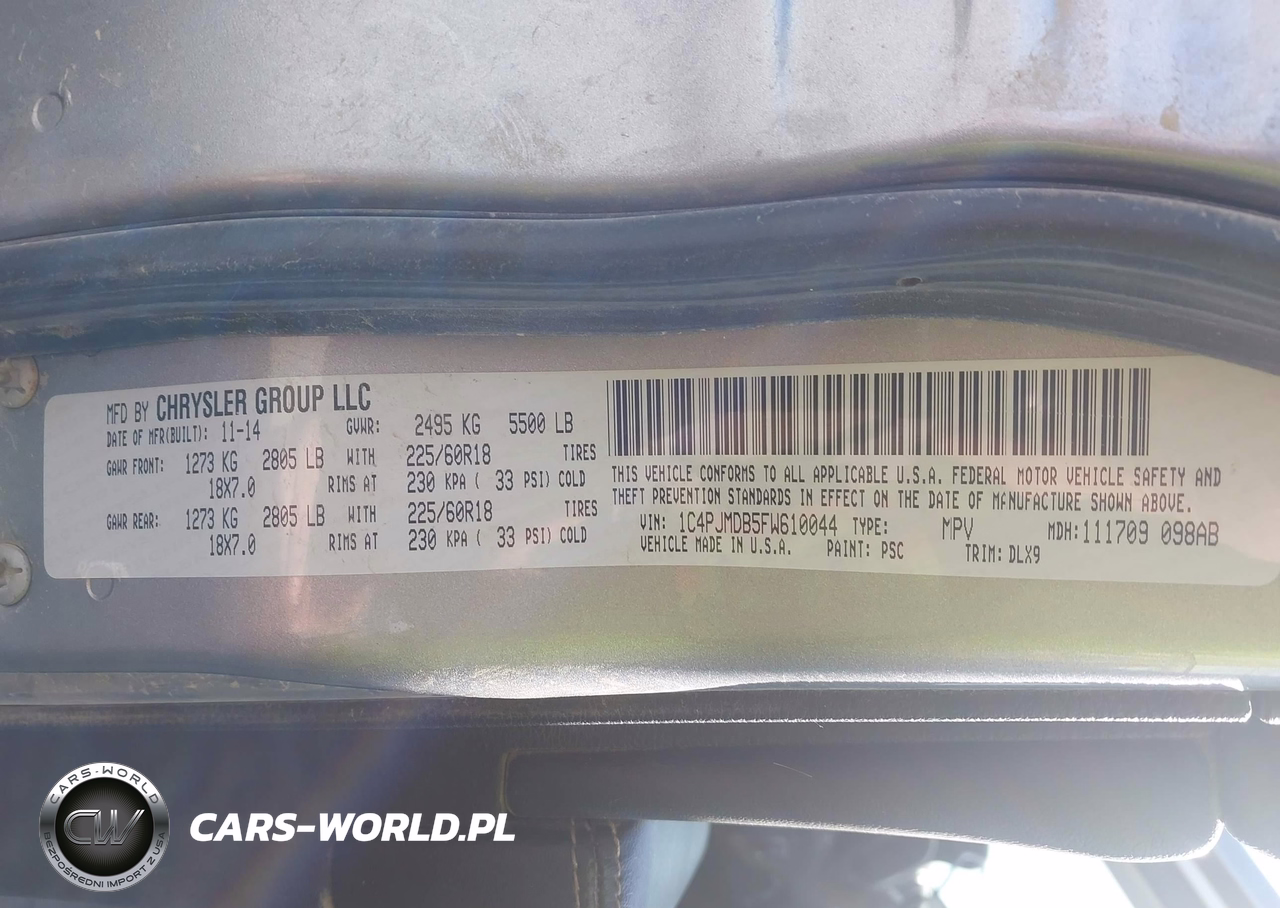 MFD BY CHRYSLER GROUP LLC
DATE OF MFR(BUILT): 11-14 GVWR: 2495 KG 5500 LB
GAWR FRONT: 1273 KG 2805 LB WITH 225/60R18 TIRES
18X7.0 RIMS AT 230 KPA ( 33 PSI) COLD
GAWR REAR: 1273 KG 2805 LB WITH 225/60R18 TIRES
18X7.0 RIMS AT 230 KPA ( 33 PSI) COLD
THIS VEHICLE CONFORMS TO ALL APPLICABLE U.S.A. FEDERAL MOTOR VEHICLE SAFETY AND
THEFT PREVENTION STANDARDS IN EFFECT ON THE DATE OF MANUFACTURE SHOWN ABOVE.
VIN: 1C4PJMDB5FW610044 TYPE: MPV MDH: 111709 098AB
VEHICLE MADE IN U.S.A. PAINT: PSC TRIM: DLX9
CARS-WORLD
CW
BEZPOŚREDNI IMPORT Z USA
CARS-WORLD.PL